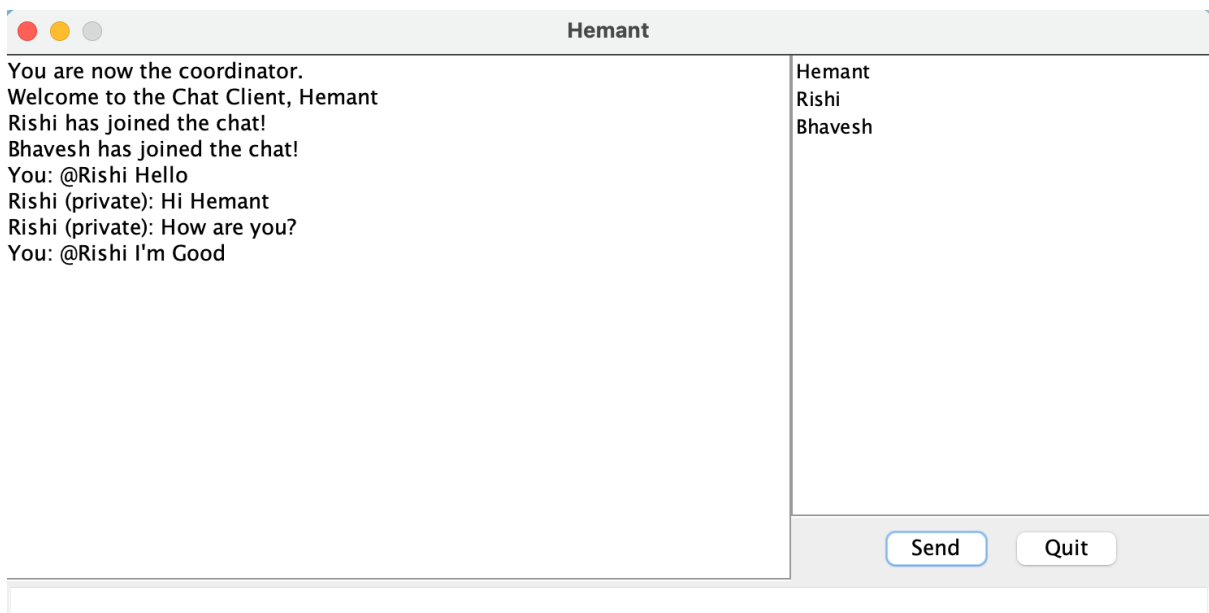 Hemant
You are now the coordinator.
Welcome to the Chat Client, Hemant
Rishi has joined the chat!
Bhavesh has joined the chat!
You: @Rishi Hello
Rishi (private): Hi Hemant
Rishi (private): How are you?
You: @Rishi I'm Good
Hemant
Rishi
Bhavesh
Send
Quit